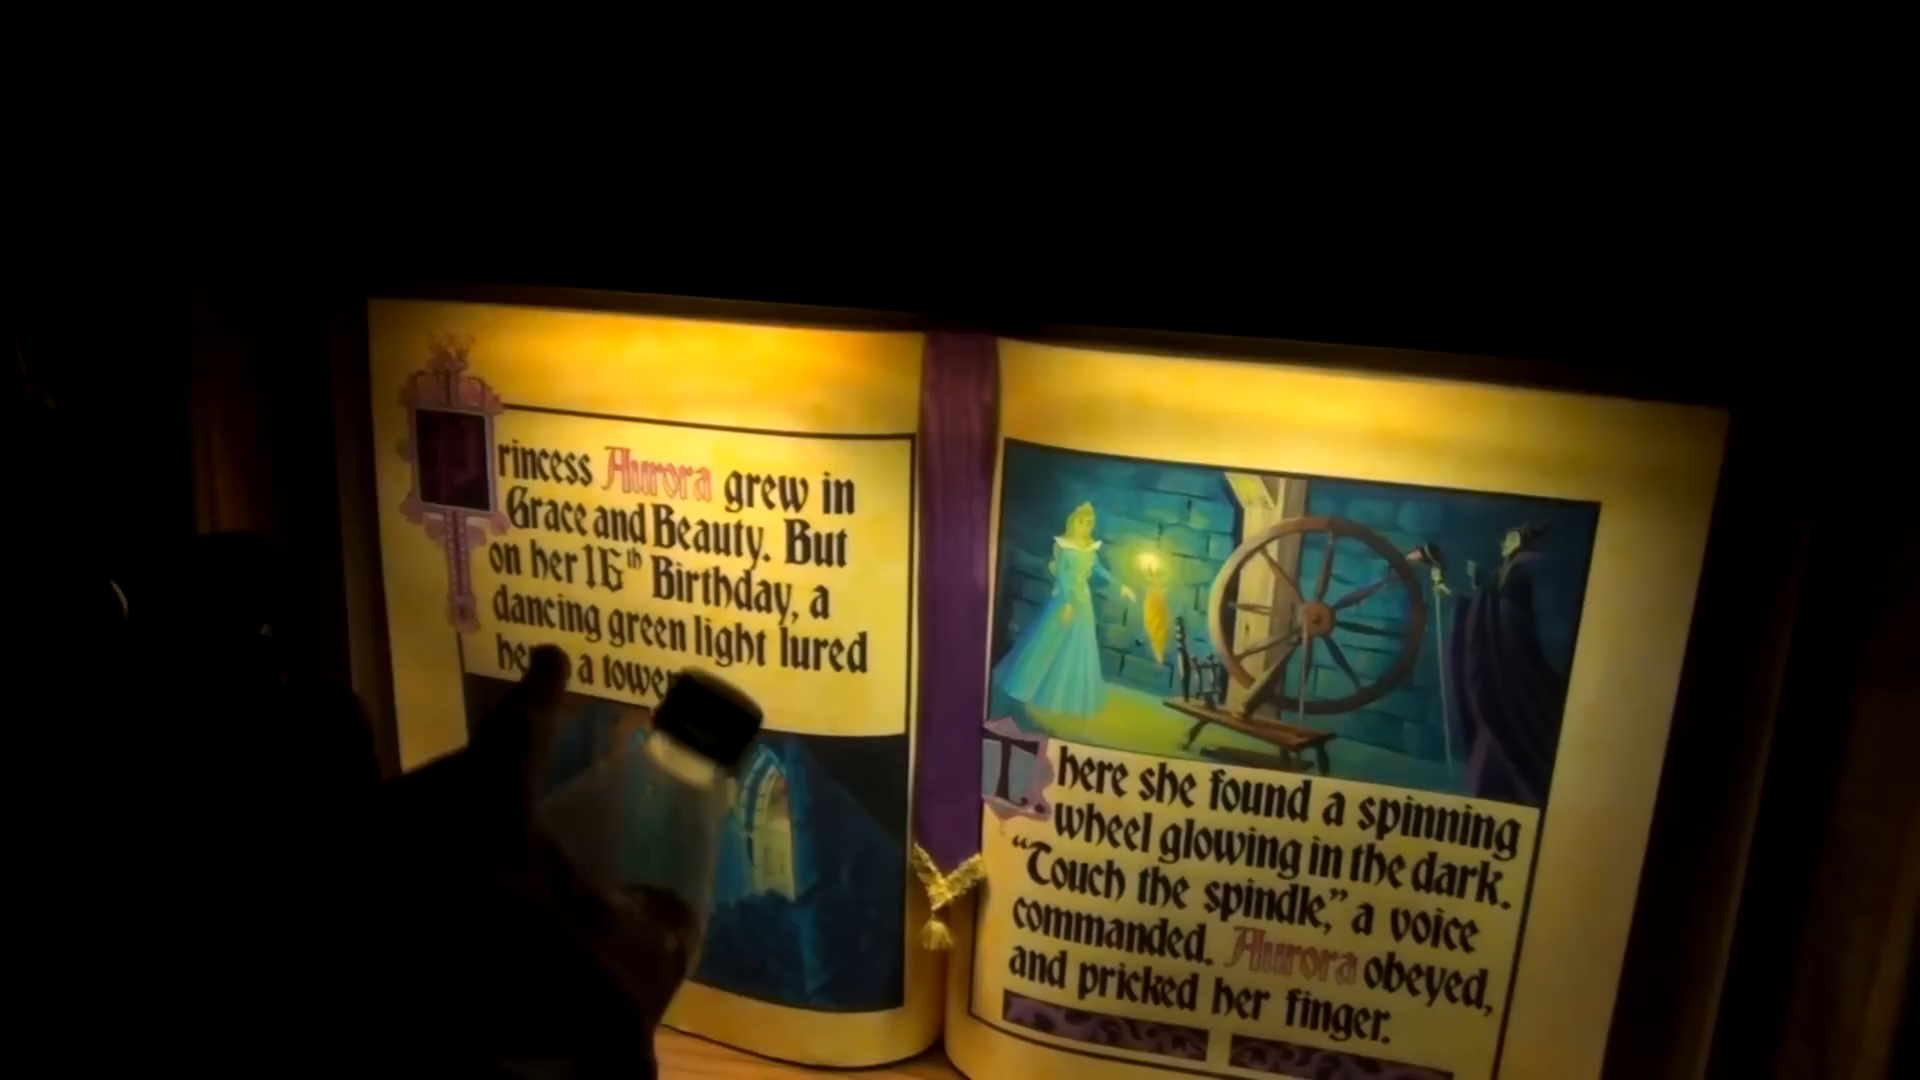 rincess Aurora grew in
Grace and Beauty. But
on her 16th Birthday, a
dancing green light lured
a tower
There she found a spinning
wheel glowing in the dark.
“Touch the spindle,” a voice
commanded. Aurora obeyed,
and pricked her finger.